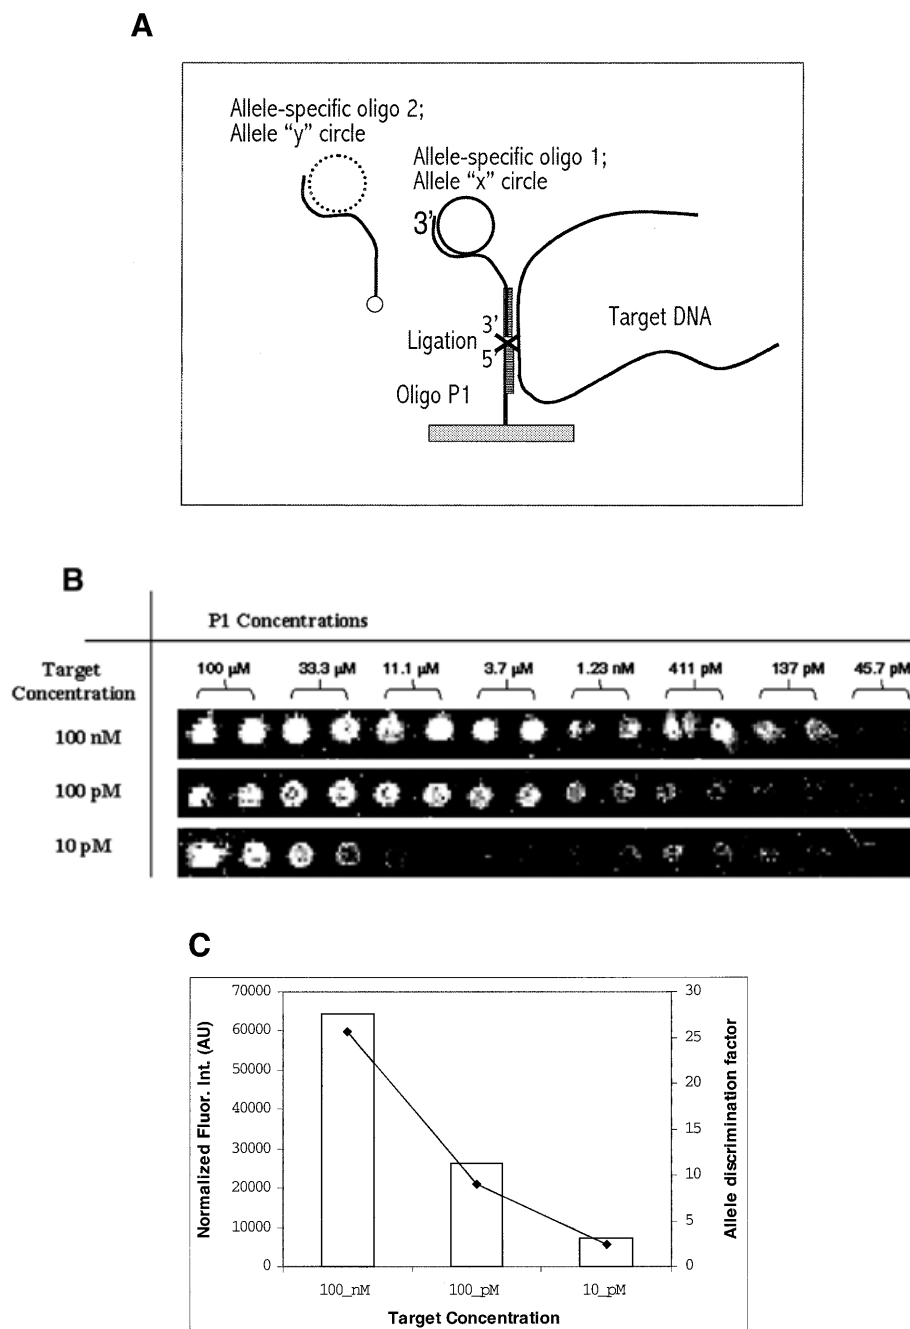 A
Allele-specific oligo 2;
Allele "y" circle
Allele-specific oligo 1;
Allele "x" circle
3'
3'
Ligation
5'
Target DNA
Oligo P1
B
P1 Concentrations
Target
Concentration
100 µM
33.3 µM
11.1 µM
3.7 µM
1.23 nM
411 pM
137 pM
45.7 pM
100 nM
100 pM
10 pM
C
Normalized Fluor. Int. (AU)
70000
60000
50000
40000
30000
20000
10000
0
30
25
20
15
10
5
0
Allele discrimination factor
100_nM
100_pM
10_pM
Target Concentration